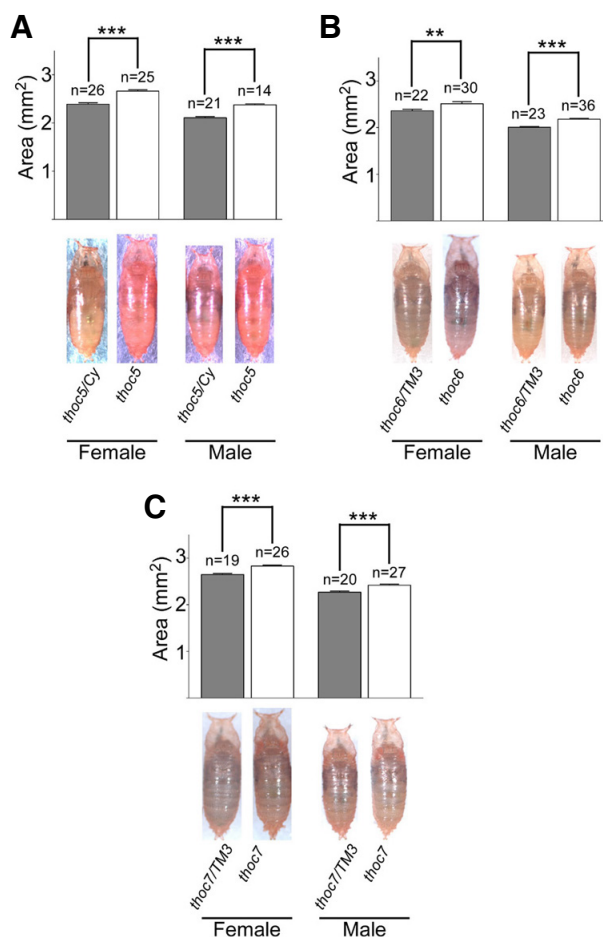 A
B
*** ***
** ***
n=26 n=25 n=21 n=14
n=22 n=30 n=23 n=36
Area (mm²)
3
2
1
Area (mm²)
3
2
1
thoc5/Cy thoc5 thoc5/Cy thoc5
Female Male
thoc6/TM3 thoc6 thoc6/TM3 thoc6
Female Male
C
*** ***
n=19 n=26 n=20 n=27
Area (mm²)
3
2
1
thoc7/TM3 thoc7 thoc7/TM3 thoc7
Female Male